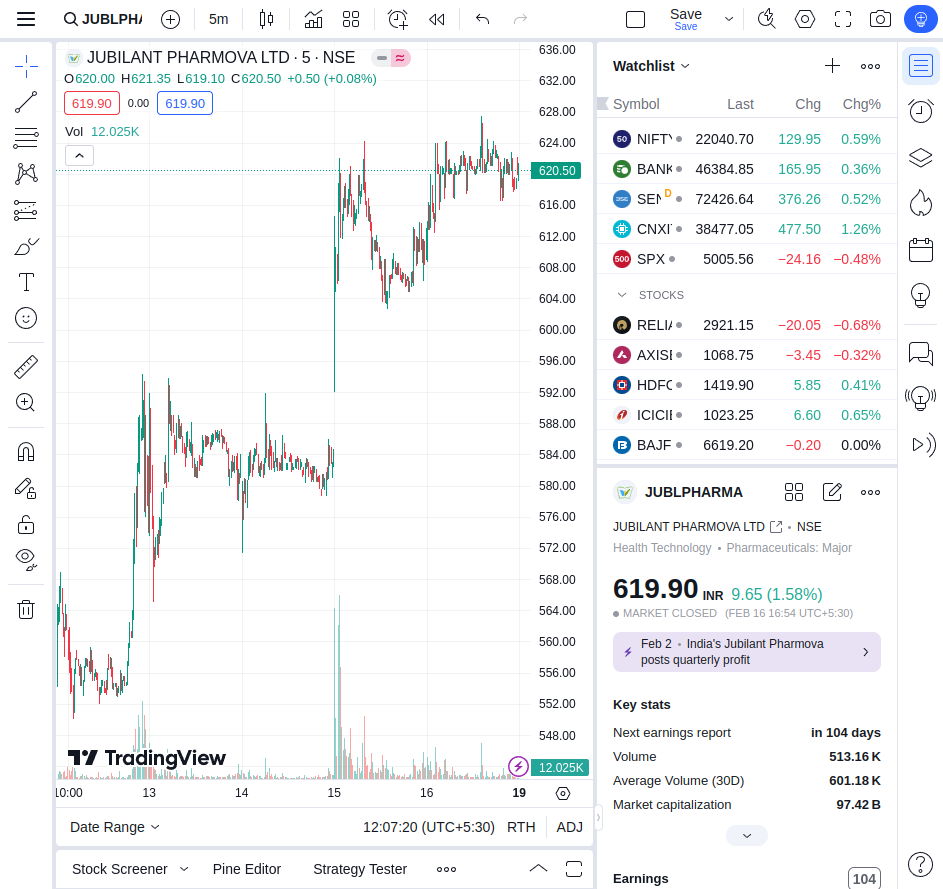 JUBLPHA 5m Save
Save
JUBILANT PHARMOVA LTD · 5 · NSE
O620.00 H621.35 L619.10 C620.50 +0.50 (+0.08%)
619.90 0.00 619.90
Vol 12.025K
636.00
632.00
628.00
624.00
620.50
616.00
612.00
608.00
604.00
600.00
596.00
592.00
588.00
584.00
580.00
576.00
572.00
568.00
564.00
560.00
556.00
552.00
548.00
12.025K
TradingView
10:00 13 14 15 16 19
Date Range 12:07:20 (UTC+5:30) RTH ADJ
Stock Screener Pine Editor Strategy Tester
Watchlist
Symbol Last Chg Chg%
50 NIFTY 22040.70 129.95 0.59%
BANK 46384.85 165.95 0.36%
SEN D 72426.64 376.26 0.52%
CNXIT 38477.05 477.50 1.26%
500 SPX 5005.56 −24.16 −0.48%
STOCKS
RELIA 2921.15 −20.05 −0.68%
AXISE 1068.75 −3.45 −0.32%
HDFC 1419.90 5.85 0.41%
ICICIE 1023.25 6.60 0.65%
BAJF 6619.20 −0.20 0.00%
JUBLPHARMA
JUBILANT PHARMOVA LTD • NSE
Health Technology • Pharmaceuticals: Major
619.90 INR 9.65 (1.58%)
MARKET CLOSED (FEB 16 16:54 UTC+5:30)
Feb 2 • India's Jubilant Pharmova
posts quarterly profit
Key stats
Next earnings report in 104 days
Volume 513.16 K
Average Volume (30D) 601.18 K
Market capitalization 97.42 B
Earnings 104